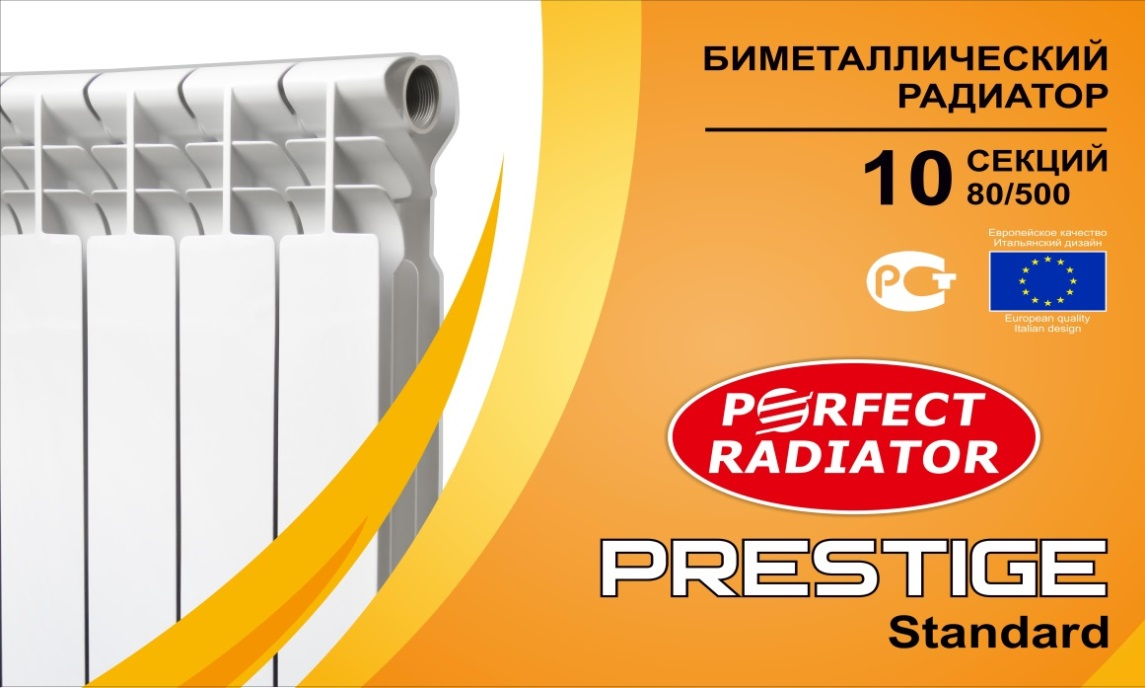 БИМЕТАЛЛИЧЕСКИЙ
РАДИАТОР
10 СЕКЦИЙ
80/500
Европейское качество
Итальянский дизайн
РСТ
European quality
Italian design
PERFECT
RADIATOR
PRESTIGE
Standard